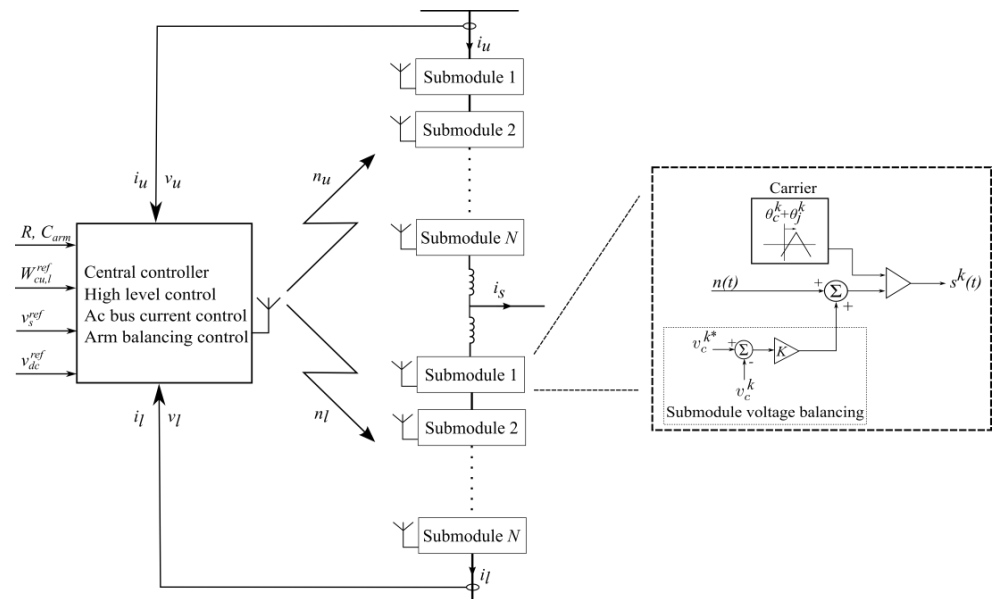 i_u
Submodule 1
Submodule 2
n_u
i_u v_u
R, C_arm
W_cu,l^ref
v_s^ref
v_dc^ref
Central controller
High level control
Ac bus current control
Arm balancing control
Submodule N
i_s
Submodule 1
Submodule 2
n_l
i_l v_l
Submodule N
i_l
Carrier
θ_c^k+θ_j^k
n(t)
+
Σ
+
s^k(t)
v_c^k*
+
Σ
-
K
v_c^k
Submodule voltage balancing